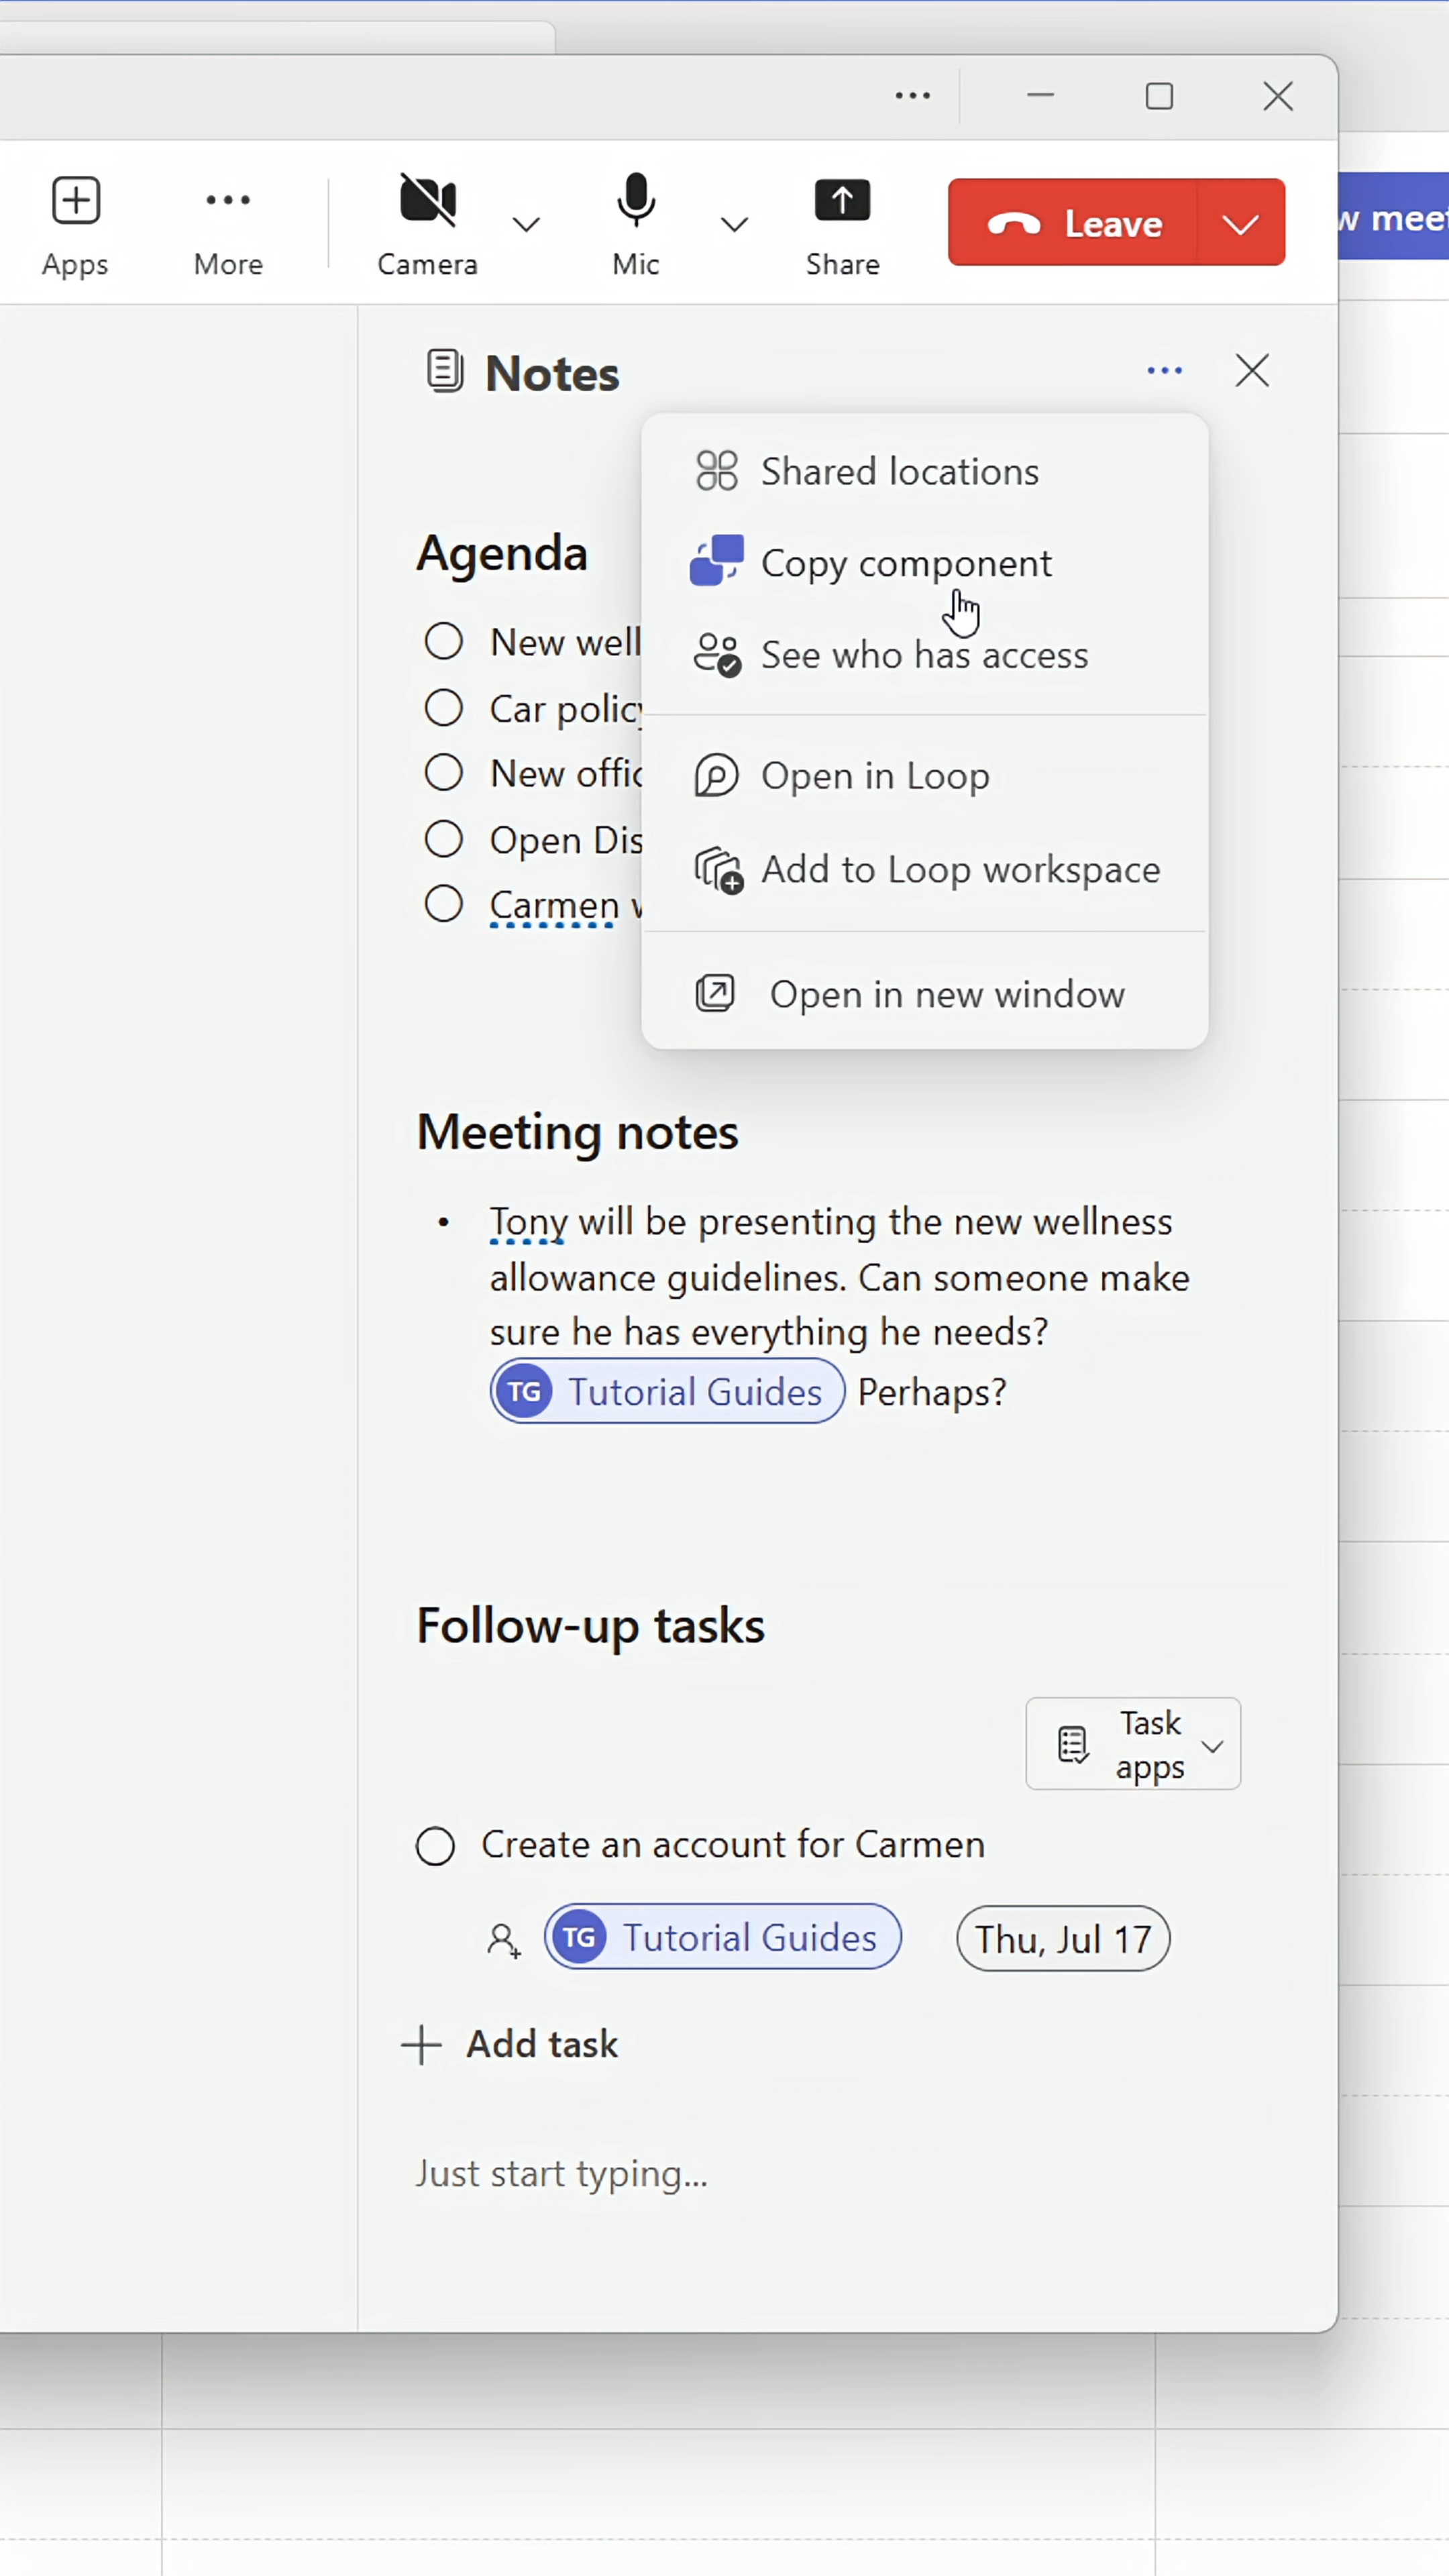 Apps
More
Camera
Mic
Share
Leave
meet
Notes
Shared locations
Copy component
See who has access
Open in Loop
Add to Loop workspace
Open in new window
Agenda
New well
Car policy
New offic
Open Dis
Carmen
Meeting notes
Tony will be presenting the new wellness
allowance guidelines. Can someone make
sure he has everything he needs?
TG Tutorial Guides Perhaps?
Follow-up tasks
Task
apps
Create an account for Carmen
TG Tutorial Guides Thu, Jul 17
Add task
Just start typing...